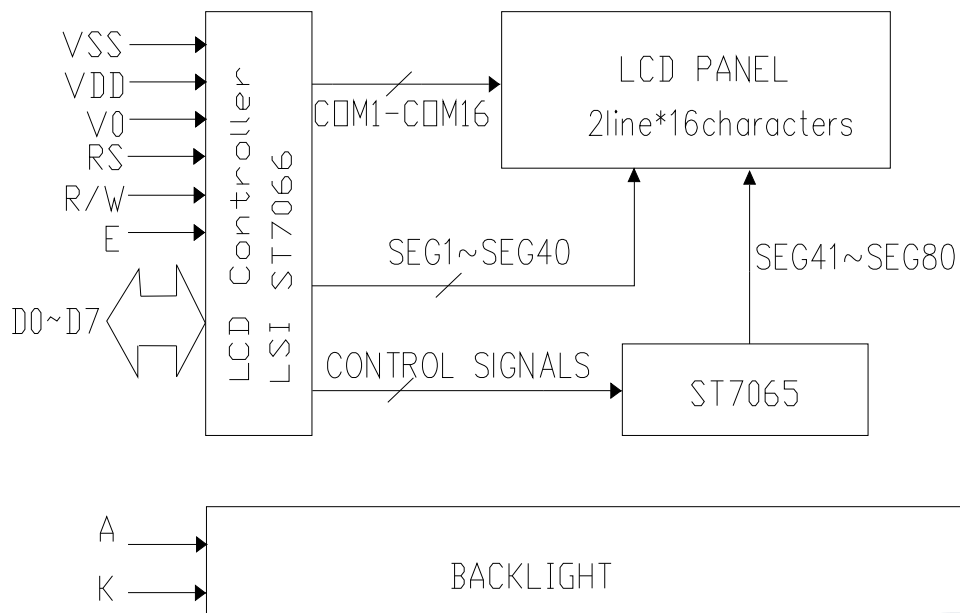 VSS
VDD
V0
RS
R/W
E
D0~D7
LCD Controller
LSI ST7066
COM1-COM16
LCD PANEL
2line*16characters
SEG1~SEG40
SEG41~SEG80
CONTROL SIGNALS
ST7065
A
K
BACKLIGHT